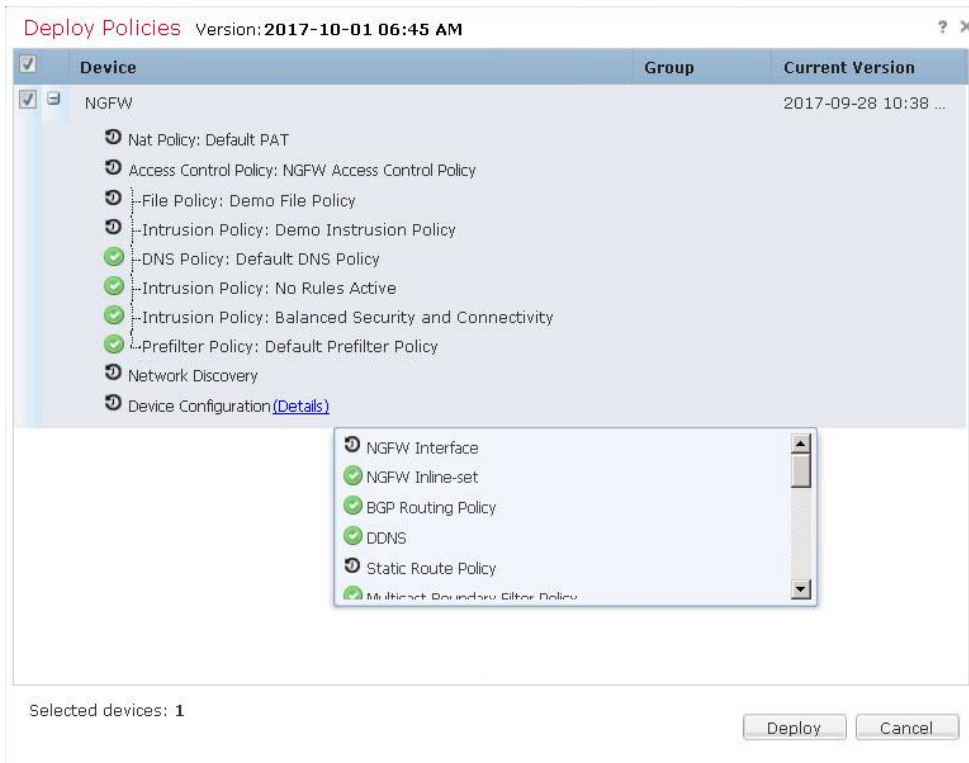 Deploy Policies Version:2017-10-01 06:45 AM ? X
Device Group Current Version
NGFW 2017-09-28 10:38 ...
Nat Policy: Default PAT
Access Control Policy: NGFW Access Control Policy
File Policy: Demo File Policy
Intrusion Policy: Demo Instrusion Policy
DNS Policy: Default DNS Policy
Intrusion Policy: No Rules Active
Intrusion Policy: Balanced Security and Connectivity
Prefilter Policy: Default Prefilter Policy
Network Discovery
Device Configuration(Details)
NGFW Interface
NGFW Inline-set
BGP Routing Policy
DDNS
Static Route Policy
Multicast Boundary Filter Policy
Selected devices: 1
Deploy Cancel